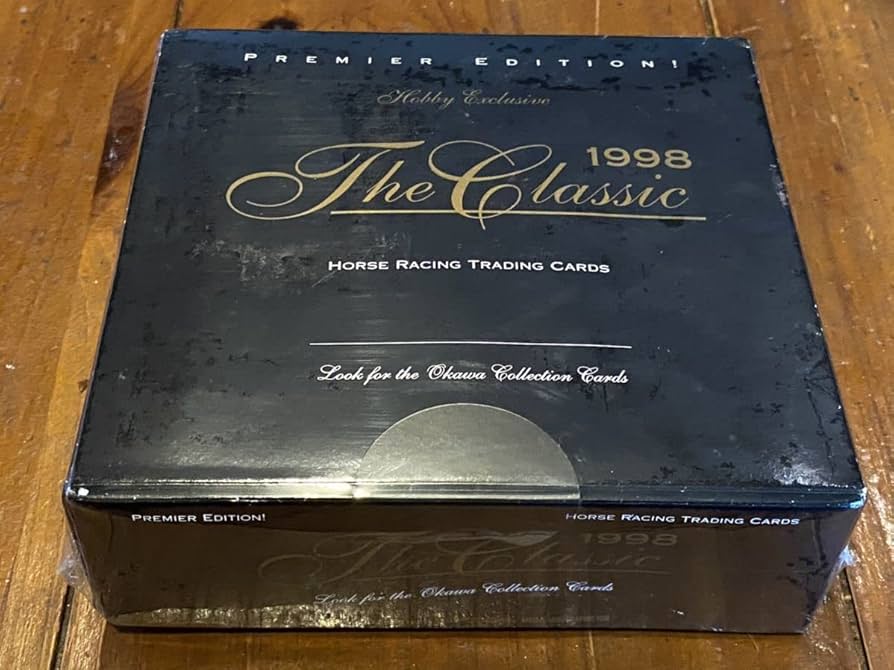 PREMIER EDITION!
Hobby Exclusive
1998
The Classic
HORSE RACING TRADING CARDS
Look for the Okawa Collection Cards
PREMIER EDITION!
HORSE RACING TRADING CARDS
1998
The Classic
Look for the Okawa Collection Cards